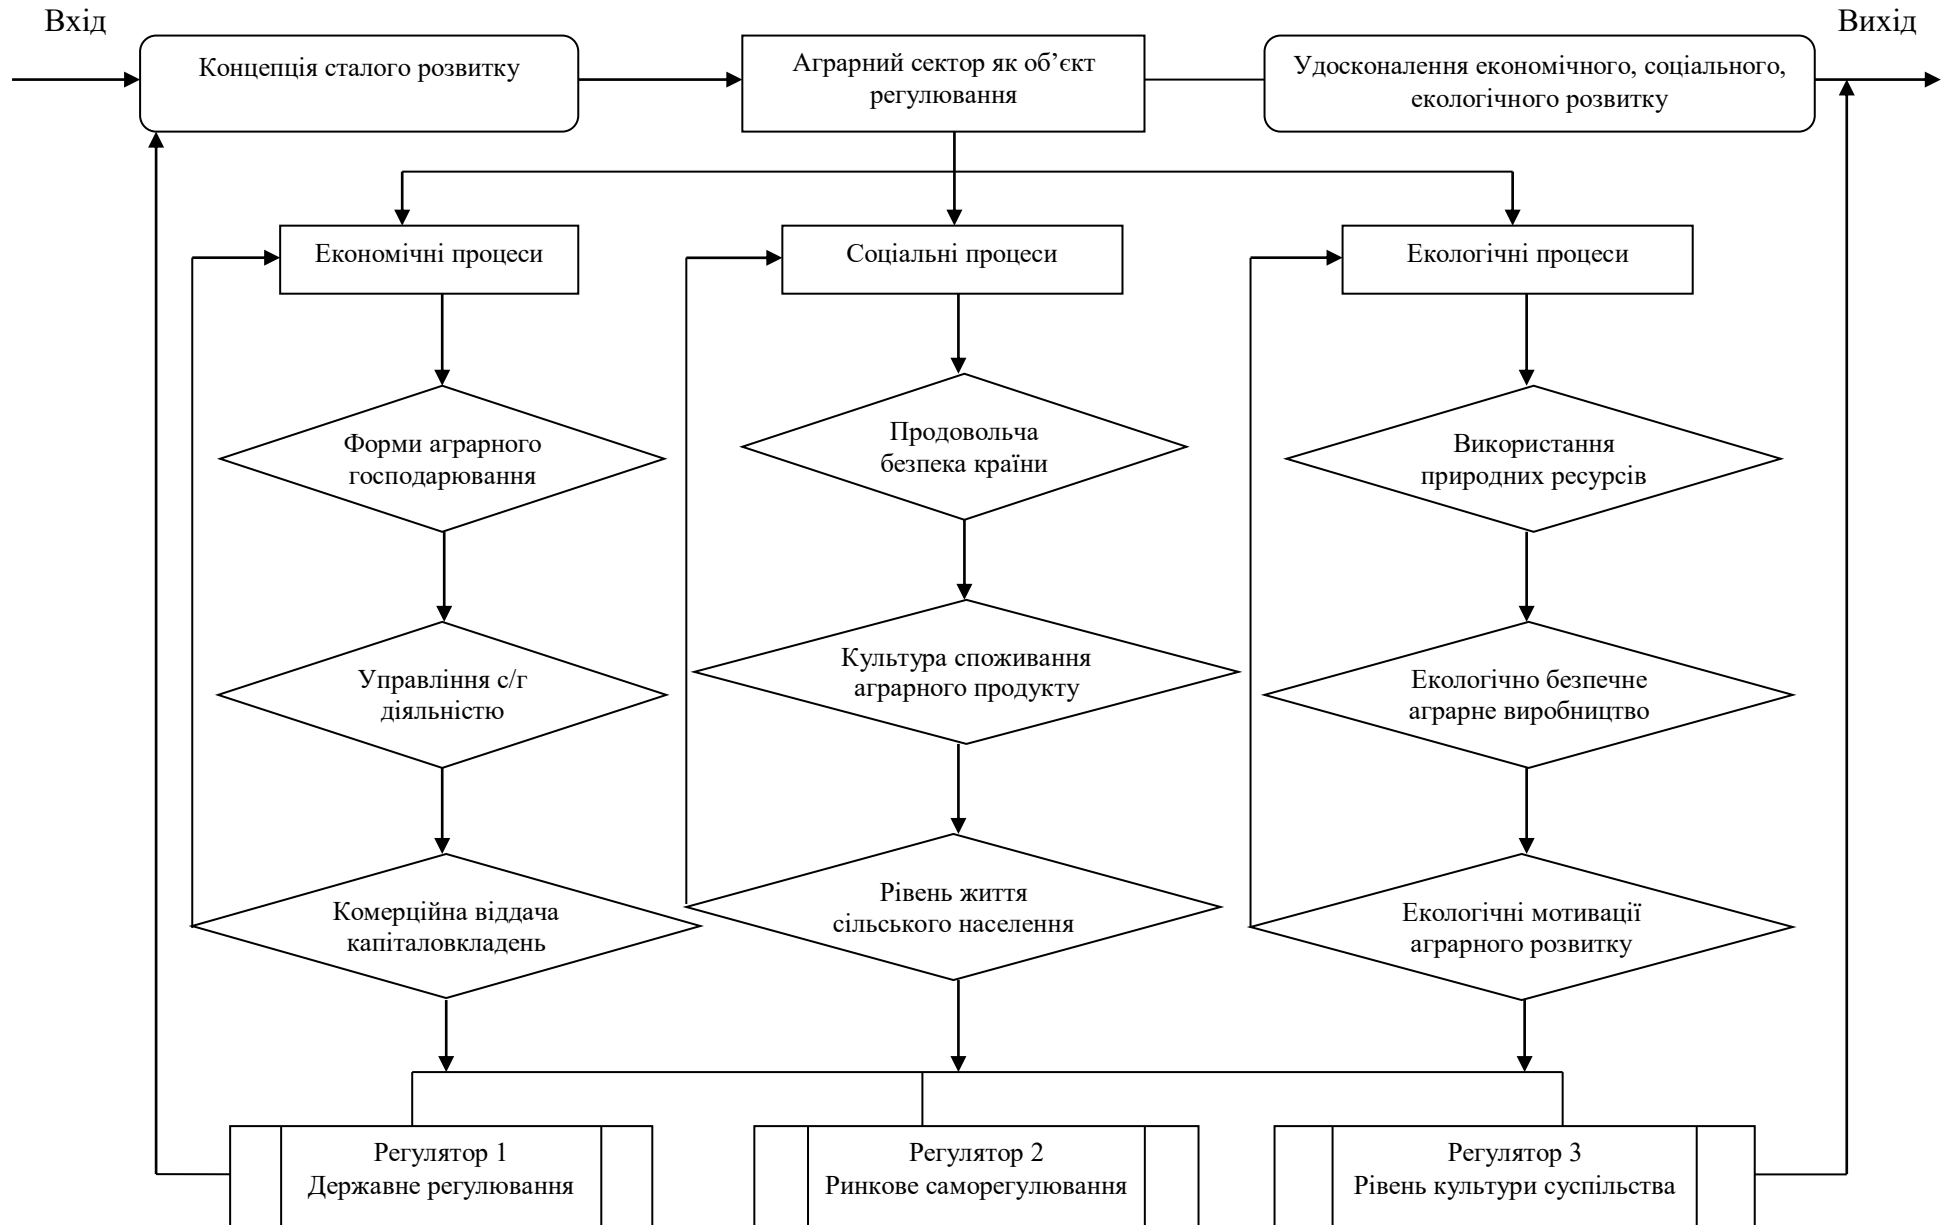 Вхід
Вихід
Концепція сталого розвитку
Аграрний сектор як об’єкт
регулювання
Удосконалення економічного, соціального,
екологічного розвитку
Економічні процеси
Соціальні процеси
Екологічні процеси
Форми аграрного
господарювання
Продовольча
безпека країни
Використання
природних ресурсів
Управління с/г
діяльністю
Культура споживання
аграрного продукту
Екологічно безпечне
аграрне виробництво
Комерційна віддача
капіталовкладень
Рівень життя
сільського населення
Екологічні мотивації
аграрного розвитку
Регулятор 1
Державне регулювання
Регулятор 2
Ринкове саморегулювання
Регулятор 3
Рівень культури суспільства